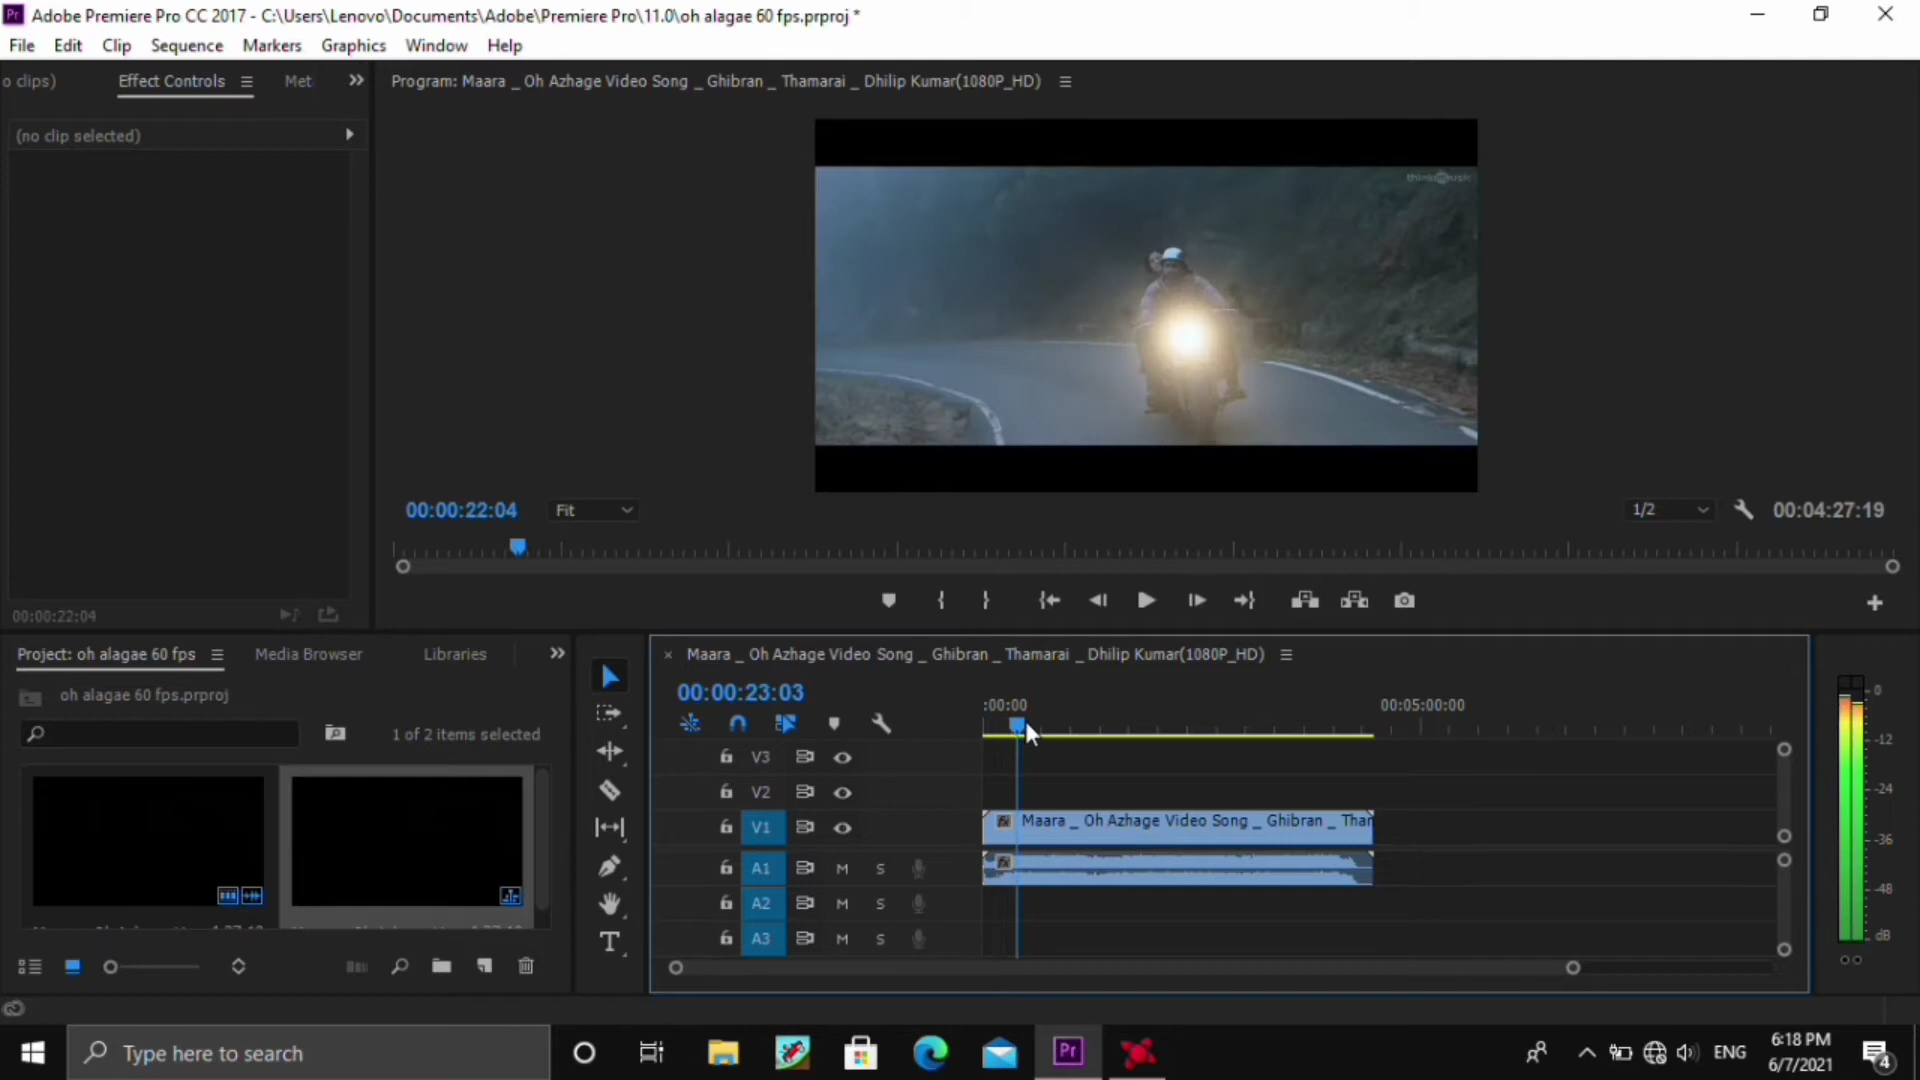 Adobe Premiere Pro CC 2017 - C:\Users\Lenovo\Documents\Adobe\Premiere Pro\11.0\oh alagae 60 fps.prproj *
File Edit Clip Sequence Markers Graphics Window Help
o clips) Effect Controls Met
Program: Maara _ Oh Azhage Video Song _ Ghibran _ Thamarai _ Dhilip Kumar(1080P_HD)
(no clip selected)
think music
00:00:22:04 Fit 1/2 00:04:27:19
00:00:22:04
Project: oh alagae 60 fps Media Browser Libraries
oh alagae 60 fps.prproj
1 of 2 items selected
Maara _ Oh Azhage Video Song _ Ghibran _ Thamarai _ Dhilip Kumar(1080P_HD)
00:00:23:03
:00:00 00:05:00:00
V3
V2
V1 fx Maara _ Oh Azhage Video Song _ Ghibran _ Than
A1 M S fx
A2 M S
A3 M S
0
-12
-24
-36
-48
dB
T
Type here to search
Pr
ENG
6:18 PM
6/7/2021
4